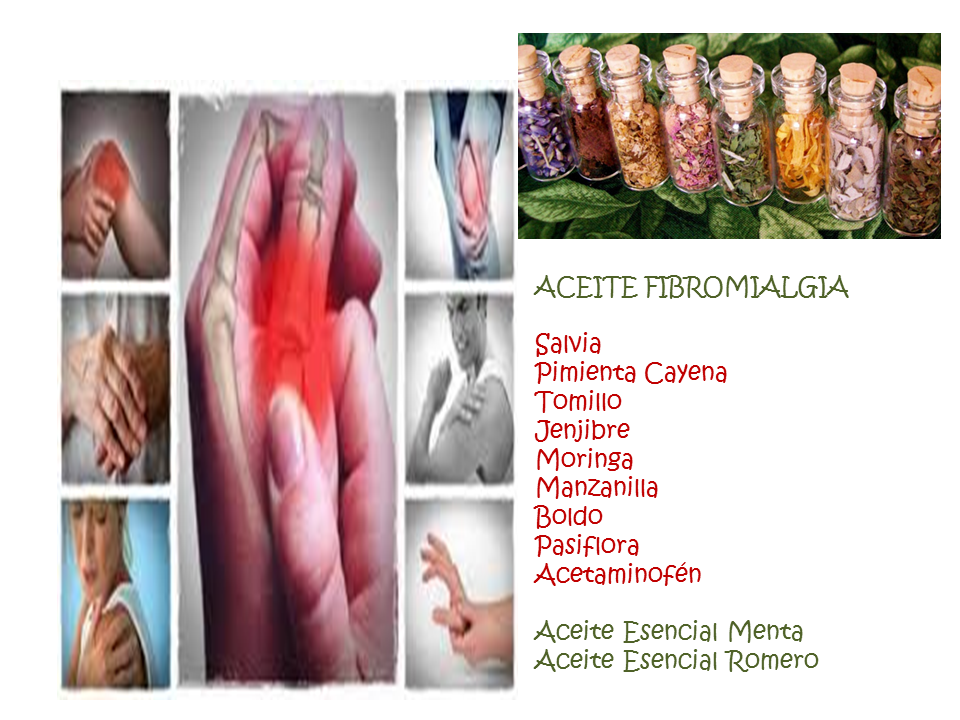 ACEITE FIBROMIALGIA
Salvia
Pimienta Cayena
Tomillo
Jenjibre
Moringa
Manzanilla
Boldo
Pasiflora
Acetaminofén
Aceite Esencial Menta
Aceite Esencial Romero